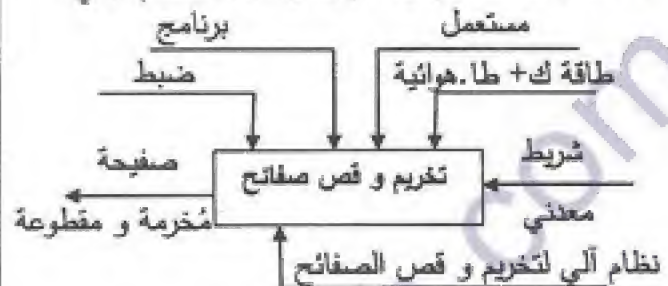 مستعمل
برنامج
طاقة ك+ طا.هوائية
ضبط
شريط
معدني
تخريم و قص صفائح
صفيحة
مُخرمة و مقطوعة
نظام آلي لتخريم و قص الصفائح
com